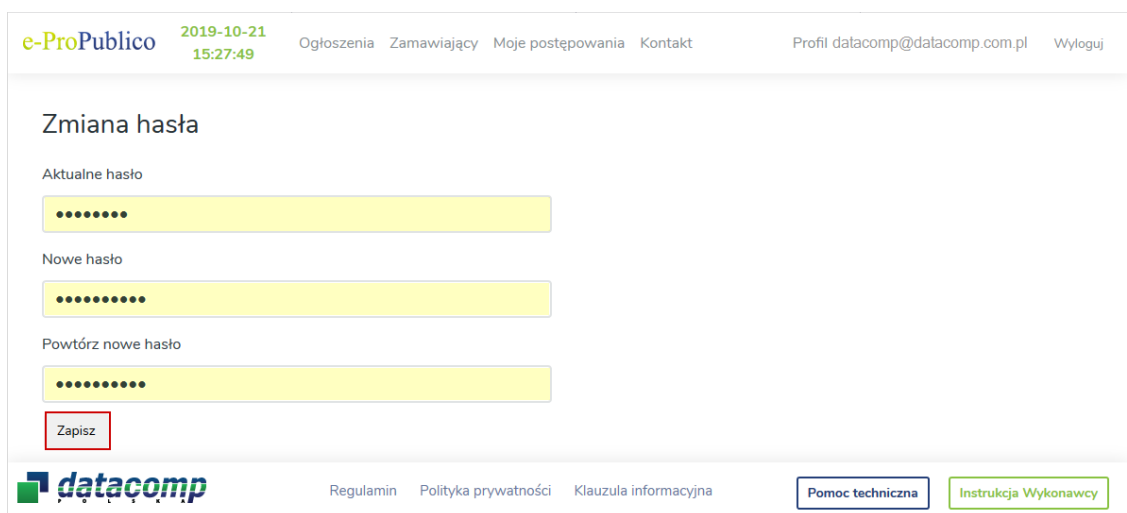 e-ProPublico
2019-10-21
15:27:49
Ogłoszenia Zamawiający Moje postępowania Kontakt
Profil datacomp@datacomp.com.pl Wyloguj
Zmiana hasła
Aktualne hasło
••••••••
Nowe hasło
••••••••••
Powtórz nowe hasło
••••••••••
Zapisz
datacomp
POLSKA
Regulamin Polityka prywatności Klauzula informacyjna
Pomoc techniczna
Instrukcja Wykonawcy